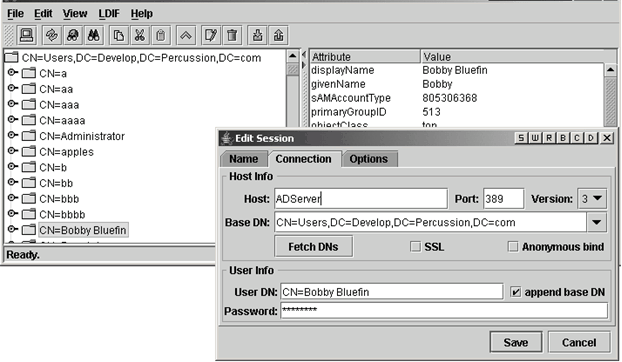 File Edit View LDIF Help
CN=Users,DC=Develop,DC=Percussion,DC=com
CN=a
CN=aa
CN=aaa
CN=aaaa
CN=Administrator
CN=apples
CN=b
CN=bb
CN=bbb
CN=bbbb
CN=Bobby Bluefin
Ready.
Attribute Value
displayName Bobby Bluefin
givenName Bobby
sAMAccountType 805306368
primaryGroupID 513
objectClass top
Edit Session S W R B C D X
Name Connection Options
Host Info
Host: ADServer Port: 389 Version: 3
Base DN: CN=Users,DC=Develop,DC=Percussion,DC=com
Fetch DNs SSL Anonymous bind
User Info
User DN: CN=Bobby Bluefin append base DN
Password: ********
Save Cancel